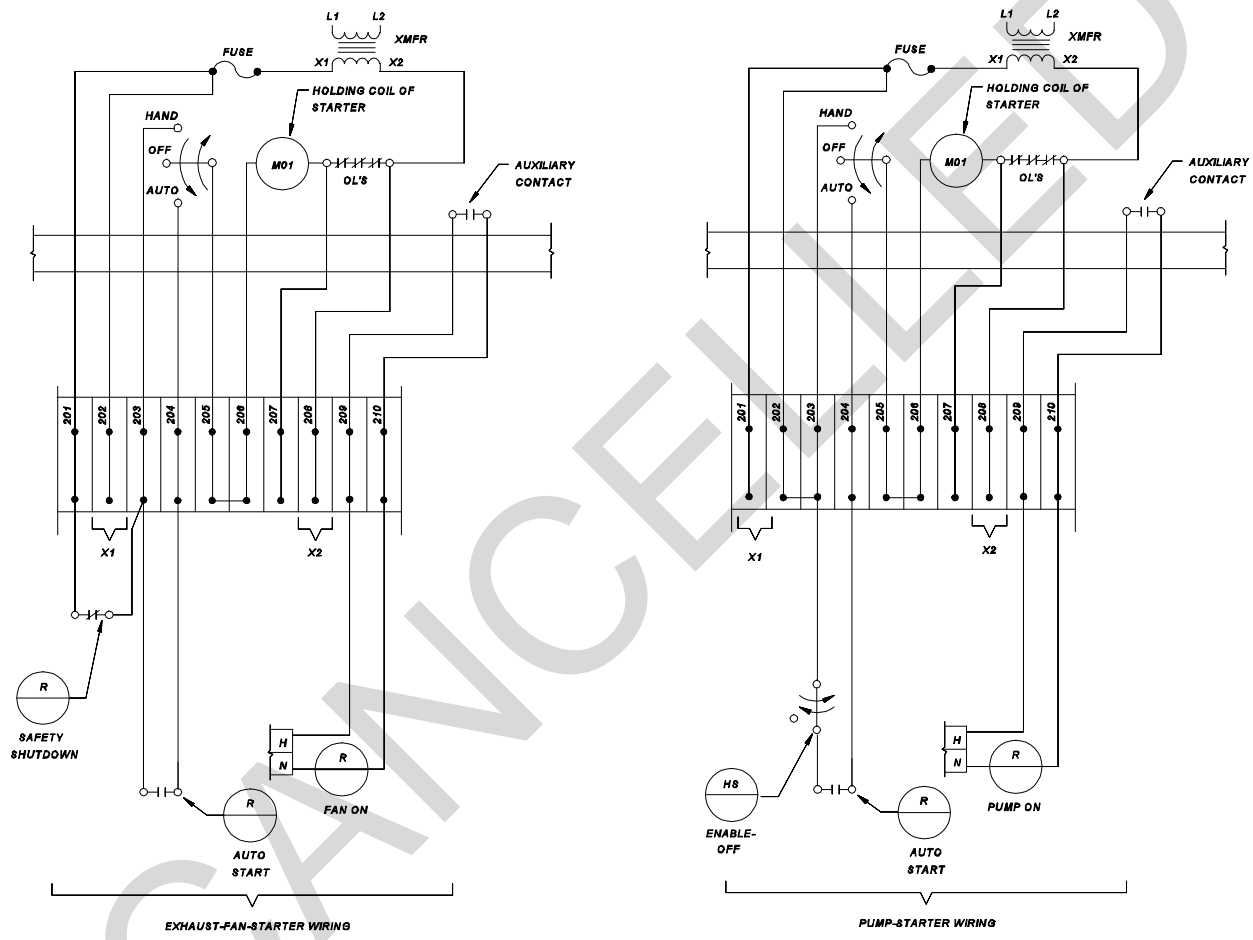 L1 L2
XMFR
FUSE
X1 X2
HOLDING COIL OF
STARTER
HAND
OFF
M01
AUTO
OL'S
AUXILIARY
CONTACT
201 202 203 204 205 206 207 208 209 210
X1 X2
R
SAFETY
SHUTDOWN
H
N
R
FAN ON
R
AUTO
START
EXHAUST-FAN-STARTER WIRING
L1 L2
XMFR
FUSE
X1 X2
HOLDING COIL OF
STARTER
HAND
OFF
M01
AUTO
OL'S
AUXILIARY
CONTACT
201 202 203 204 205 206 207 208 209 210
X1 X2
HS
ENABLE-
OFF
H
N
R
PUMP ON
R
AUTO
START
PUMP-STARTER WIRING
CANCELLED